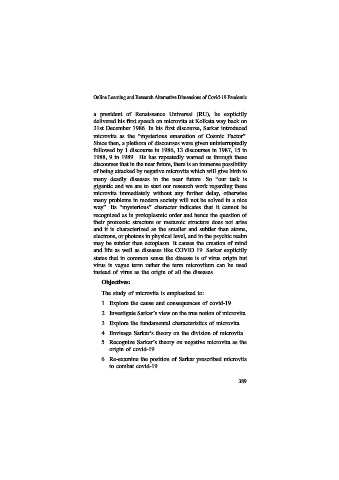 Online Learning and Research Alternative Dimensions of Covid-19 Pandemic
a president of Renaissance Universal (RU), he explicitly
delivered his first speech on microvita at Kolkata way back on
31st December 1986. In his first discourse, Sarkar introduced
microvita as the "mysterious emanation of Cosmic Factor".
Since then, a plethora of discourses were given uninterruptedly
followed by 1 discourse in 1986, 13 discourses in 1987, 15 in
1988, 9 in 1989. He has repeatedly warned us through these
discourses that in the near future, there is an immense possibility
of being attacked by negative microvita which will give birth to
many deadly diseases in the near future. So "our task is
gigantic and we are to start our research work regarding these
microvita immediately without any further delay, otherwise
many problems in modern society will not be solved in a nice
way". Its "mysterious" character indicates that it cannot be
recognized as in protoplasmic order and hence the question of
their protozoic structure or metazoic structure does not arise
and it is characterized as the smaller and subtler than atoms,
electrons, or protons in physical level, and in the psychic realm
may be subtler than ectoplasm. It causes the creation of mind
and life as well as diseases like COVID 19. Sarkar explicitly
states that in common sense the disease is of virus origin but
virus is vague term rather the term microvitum can be used
instead of virus as the origin of all the diseases.
Objectives:
The study of microvita is emphasized to:
1 Explore the cause and consequences of covid-19
2 Investigate Sarkar's view on the true notion of microvita
3 Explore the fundamental characteristics of microvita
4 Envisage Sarkar's theory on the division of microvita
5 Recognize Sarkar's theory on negative microvita as the
origin of covid-19
6 Re-examine the position of Sarkar prescribed microvita
to combat covid-19
389